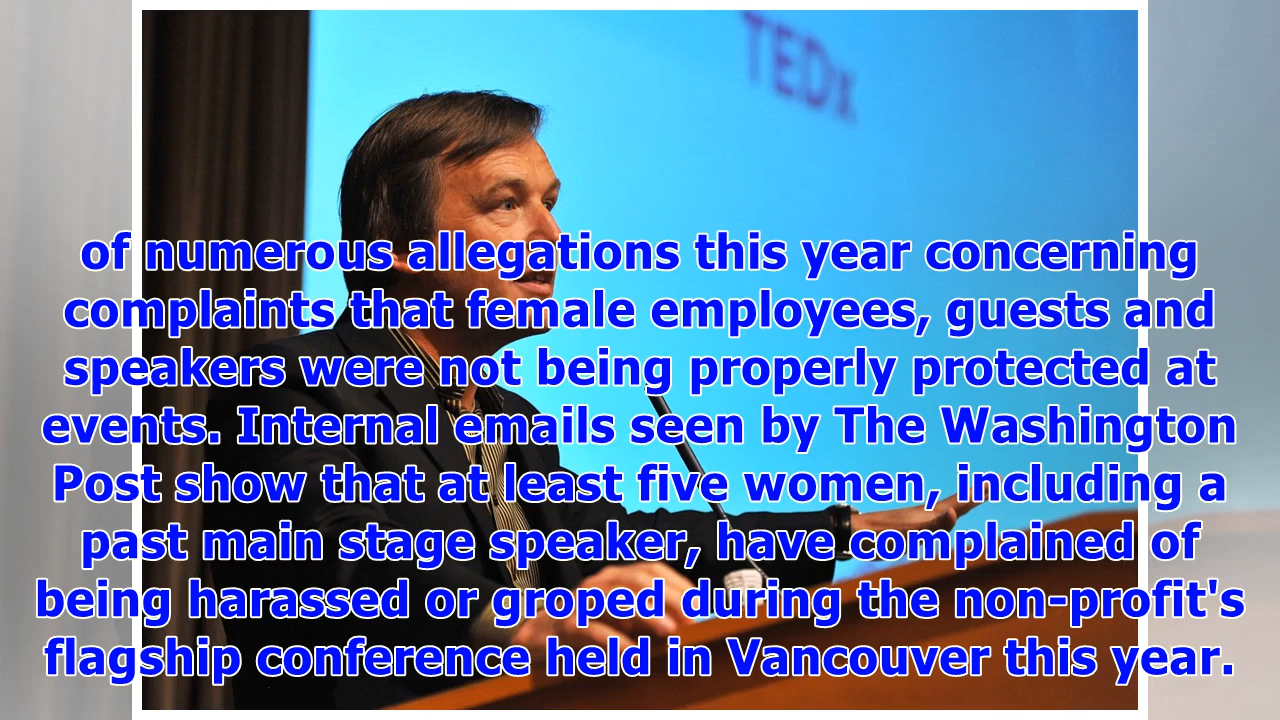 TEDx
of numerous allegations this year concerning
complaints that female employees, guests and
speakers were not being properly protected at
events. Internal emails seen by The Washington
Post show that at least five women, including a
past main stage speaker, have complained of
being harassed or groped during the non-profit's
flagship conference held in Vancouver this year.